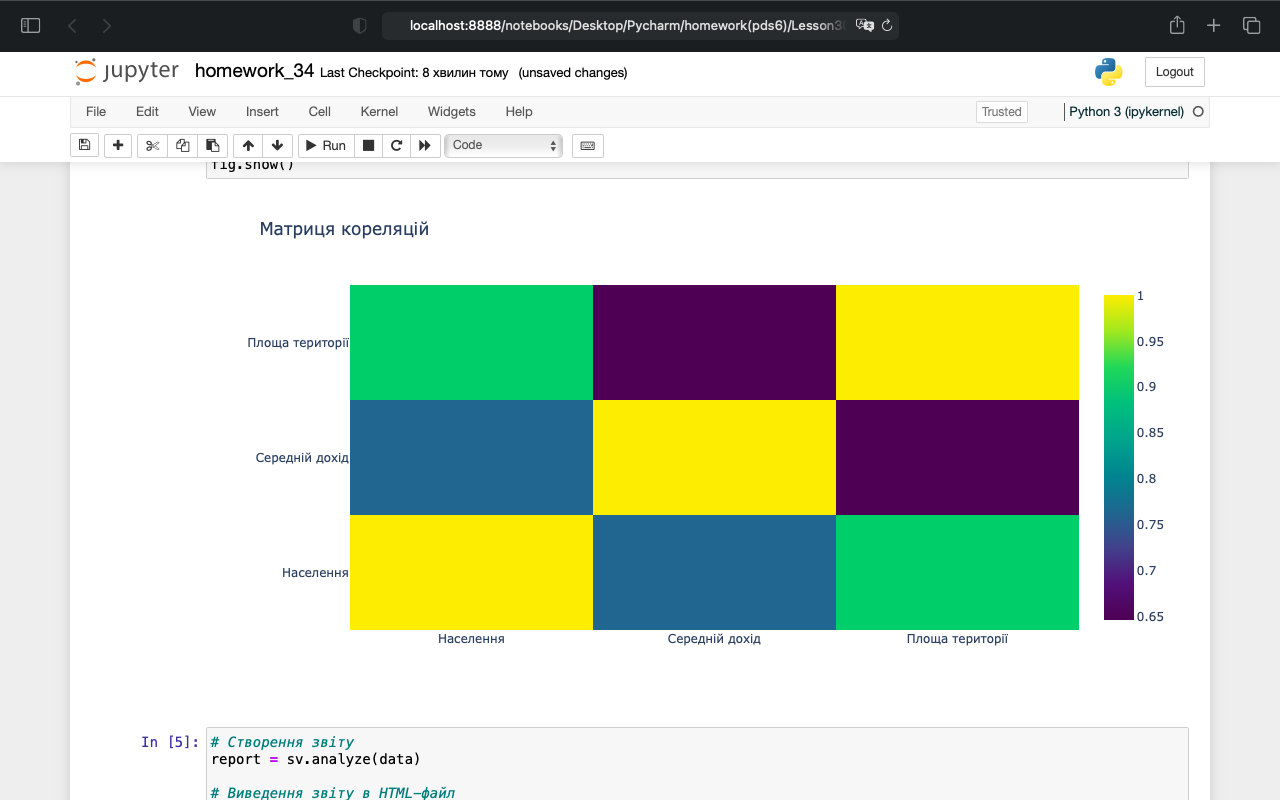 localhost:8888/notebooks/Desktop/Pycharm/homework(pds6)/Lesson3
jupyter homework_34 Last Checkpoint: 8 хвилин тому (unsaved changes)
Logout
File Edit View Insert Cell Kernel Widgets Help
Trusted
Python 3 (ipykernel)
Run
Code
fig.show()
Матриця кореляцій
Площа території
Середній дохід
Населення
Населення Середній дохід Площа території
1
0.95
0.9
0.85
0.8
0.75
0.7
0.65
In [5]:
# Створення звіту
report = sv.analyze(data)
# Виведення звіту в HTML-файл